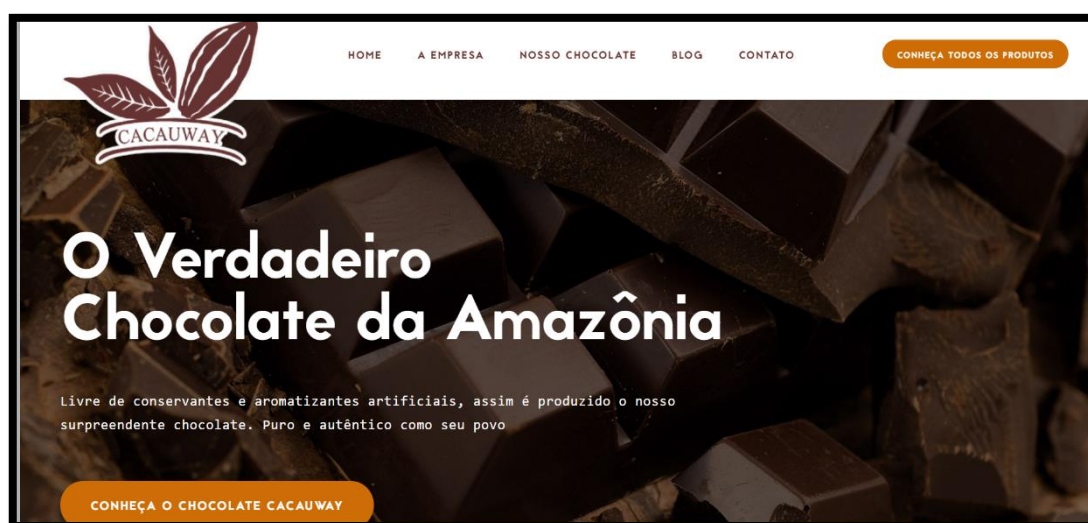 HOME A EMPRESA NOSSO CHOCOLATE BLOG CONTATO CONHEÇA TODOS OS PRODUTOS
CACAUWAY
O Verdadeiro
Chocolate da Amazônia
Livre de conservantes e aromatizantes artificiais, assim é produzido o nosso
surpreendente chocolate. Puro e autêntico como seu povo
CONHEÇA O CHOCOLATE CACAUWAY